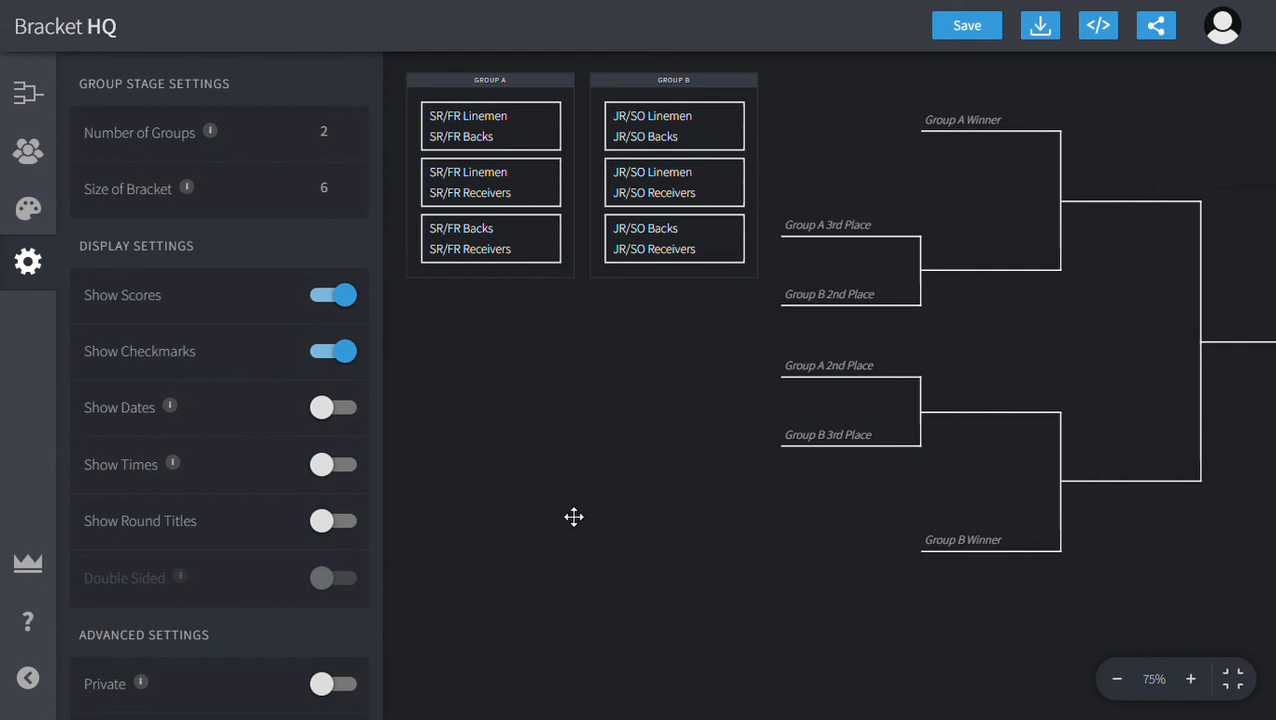 Bracket HQ
Save
GROUP STAGE SETTINGS
Number of Groups i 2
Size of Bracket i 6
DISPLAY SETTINGS
Show Scores
Show Checkmarks
Show Dates i
Show Times i
Show Round Titles
Double Sided i
ADVANCED SETTINGS
Private i
?
GROUP A
SR/FR Linemen
SR/FR Backs
SR/FR Linemen
SR/FR Receivers
SR/FR Backs
SR/FR Receivers
GROUP B
JR/SO Linemen
JR/SO Backs
JR/SO Linemen
JR/SO Receivers
JR/SO Backs
JR/SO Receivers
Group A Winner
Group A 3rd Place
Group B 2nd Place
Group A 2nd Place
Group B 3rd Place
Group B Winner
− 75% +